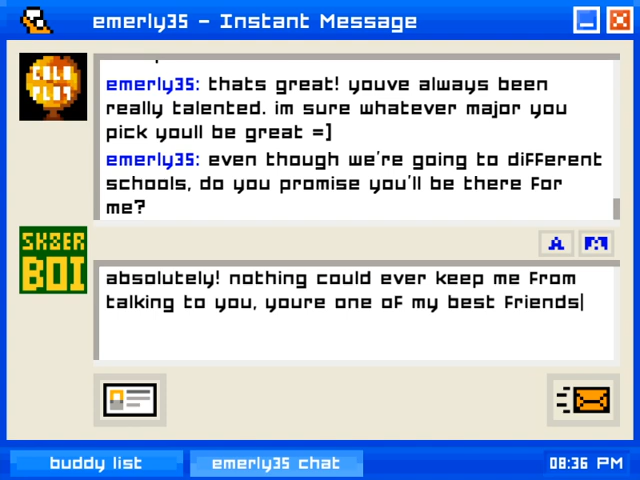 emerly35 - Instant Message
COLD
PLAY
emerly35: thats great! youve always been
really talented. im sure whatever major you
pick youll be great =]
emerly35: even though we're going to different
schools, do you promise you'll be there for
me?
A
SK8ER
BOI
absolutely! nothing could ever keep me from
talking to you, youre one of my best friends
buddy list
emerly35 chat
08:36 PM